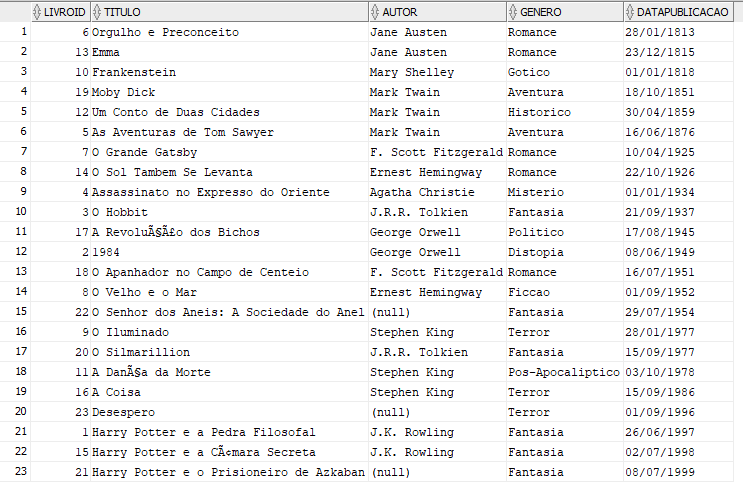 LIVROID TITULO AUTOR GENERO DATAPUBLICACAO
1 6 Orgulho e Preconceito Jane Austen Romance 28/01/1813
2 13 Emma Jane Austen Romance 23/12/1815
3 10 Frankenstein Mary Shelley Gotico 01/01/1818
4 19 Moby Dick Mark Twain Aventura 18/10/1851
5 12 Um Conto de Duas Cidades Mark Twain Historico 30/04/1859
6 5 As Aventuras de Tom Sawyer Mark Twain Aventura 16/06/1876
7 7 O Grande Gatsby F. Scott Fitzgerald Romance 10/04/1925
8 14 O Sol Tambem Se Levanta Ernest Hemingway Romance 22/10/1926
9 4 Assassinato no Expresso do Oriente Agatha Christie Misterio 01/01/1934
10 3 O Hobbit J.R.R. Tolkien Fantasia 21/09/1937
11 17 A RevoluÃ§Ã£o dos Bichos George Orwell Politico 17/08/1945
12 2 1984 George Orwell Distopia 08/06/1949
13 18 O Apanhador no Campo de Centeio F. Scott Fitzgerald Romance 16/07/1951
14 8 O Velho e o Mar Ernest Hemingway Ficcao 01/09/1952
15 22 O Senhor dos Aneis: A Sociedade do Anel (null) Fantasia 29/07/1954
16 9 O Iluminado Stephen King Terror 28/01/1977
17 20 O Silmarillion J.R.R. Tolkien Fantasia 15/09/1977
18 11 A DanÃ§a da Morte Stephen King Pos-Apocaliptico 03/10/1978
19 16 A Coisa Stephen King Terror 15/09/1986
20 23 Desespero (null) Terror 01/09/1996
21 1 Harry Potter e a Pedra Filosofal J.K. Rowling Fantasia 26/06/1997
22 15 Harry Potter e a CÃ¢mara Secreta J.K. Rowling Fantasia 02/07/1998
23 21 Harry Potter e o Prisioneiro de Azkaban (null) Fantasia 08/07/1999